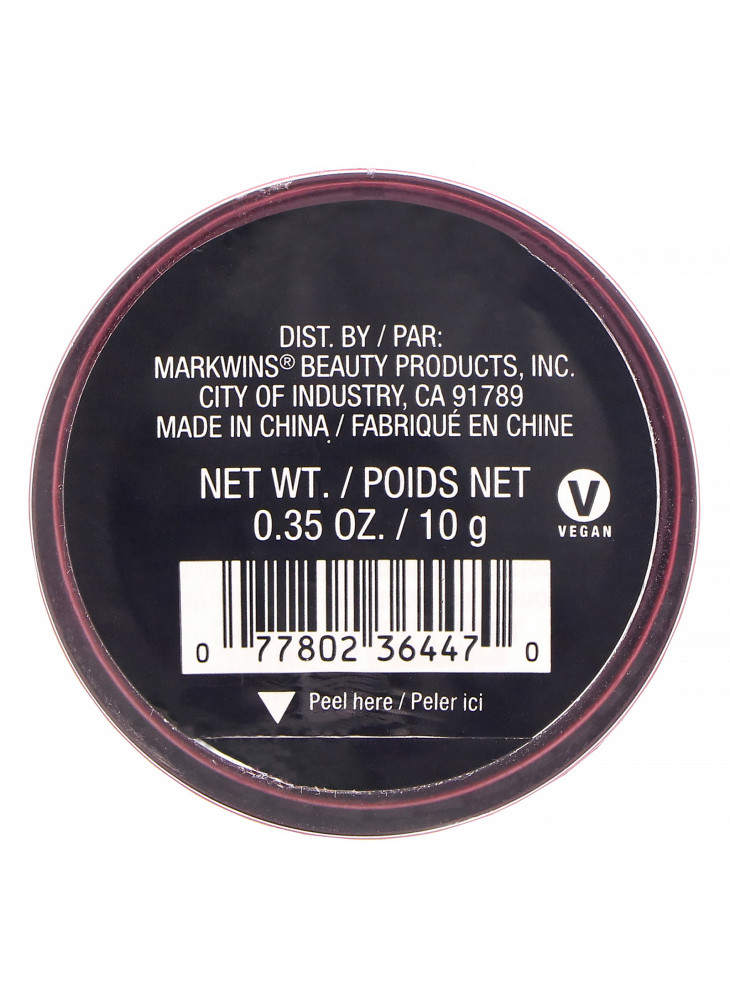 DIST. BY / PAR:
MARKWINS® BEAUTY PRODUCTS, INC.
CITY OF INDUSTRY, CA 91789
MADE IN CHINA / FABRIQUÉ EN CHINE
NET WT. / POIDS NET
0.35 OZ. / 10 g
V
VEGAN
0 77802 36447 0
Peel here / Peler ici